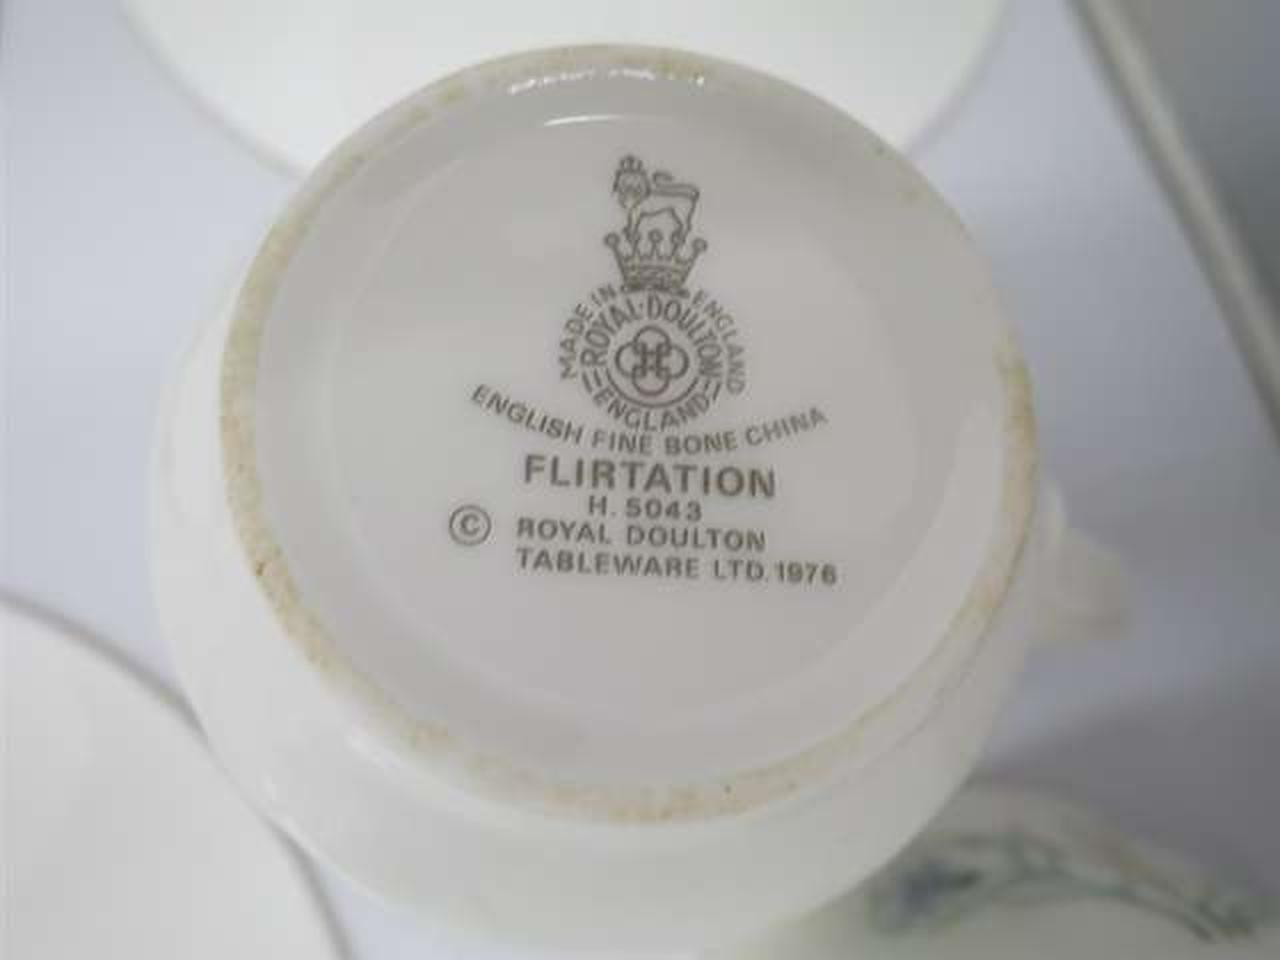 MADE IN ENGLAND
ROYAL·DOULTON
ENGLAND
ENGLISH FINE BONE CHINA
FLIRTATION
H. 5043
© ROYAL DOULTON
TABLEWARE LTD. 1976